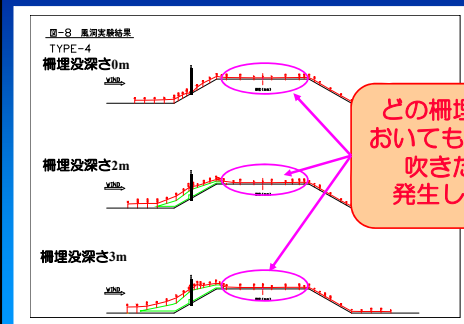 図−8 風洞実験結果
TYPE−4
柵埋没深さ0m
WIND
柵埋没深さ2m
WIND
柵埋没深さ3m
WIND
どの柵埋
おいても
吹きた
発生し